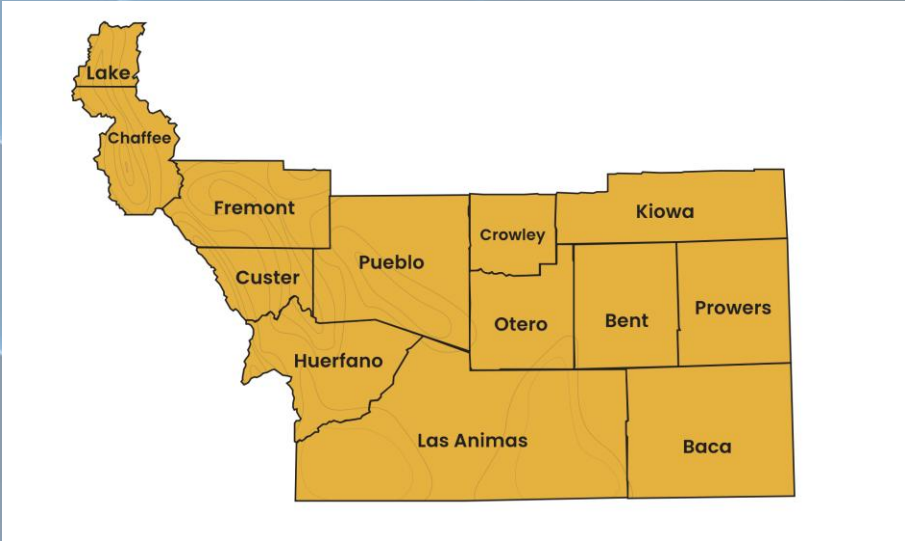 Lake
Chaffee
Fremont
Kiowa
Crowley
Pueblo
Custer
Prowers
Bent
Otero
Huerfano
Las Animas
Baca